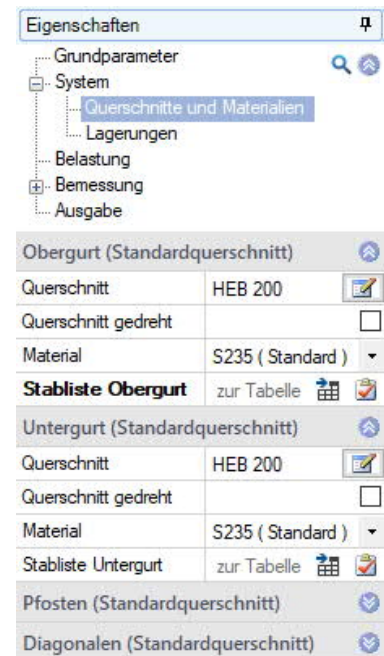 Eigenschaften
Grundparameter
System
Querschnitte und Materialien
Lagerungen
Belastung
Bemessung
Ausgabe
Obergurt (Standardquerschnitt)
Querschnitt HEB 200
Querschnitt gedreht
Material S235 ( Standard )
Stabliste Obergurt zur Tabelle
Untergurt (Standardquerschnitt)
Querschnitt HEB 200
Querschnitt gedreht
Material S235 ( Standard )
Stabliste Untergurt zur Tabelle
Pfosten (Standardquerschnitt)
Diagonalen (Standardquerschnitt)